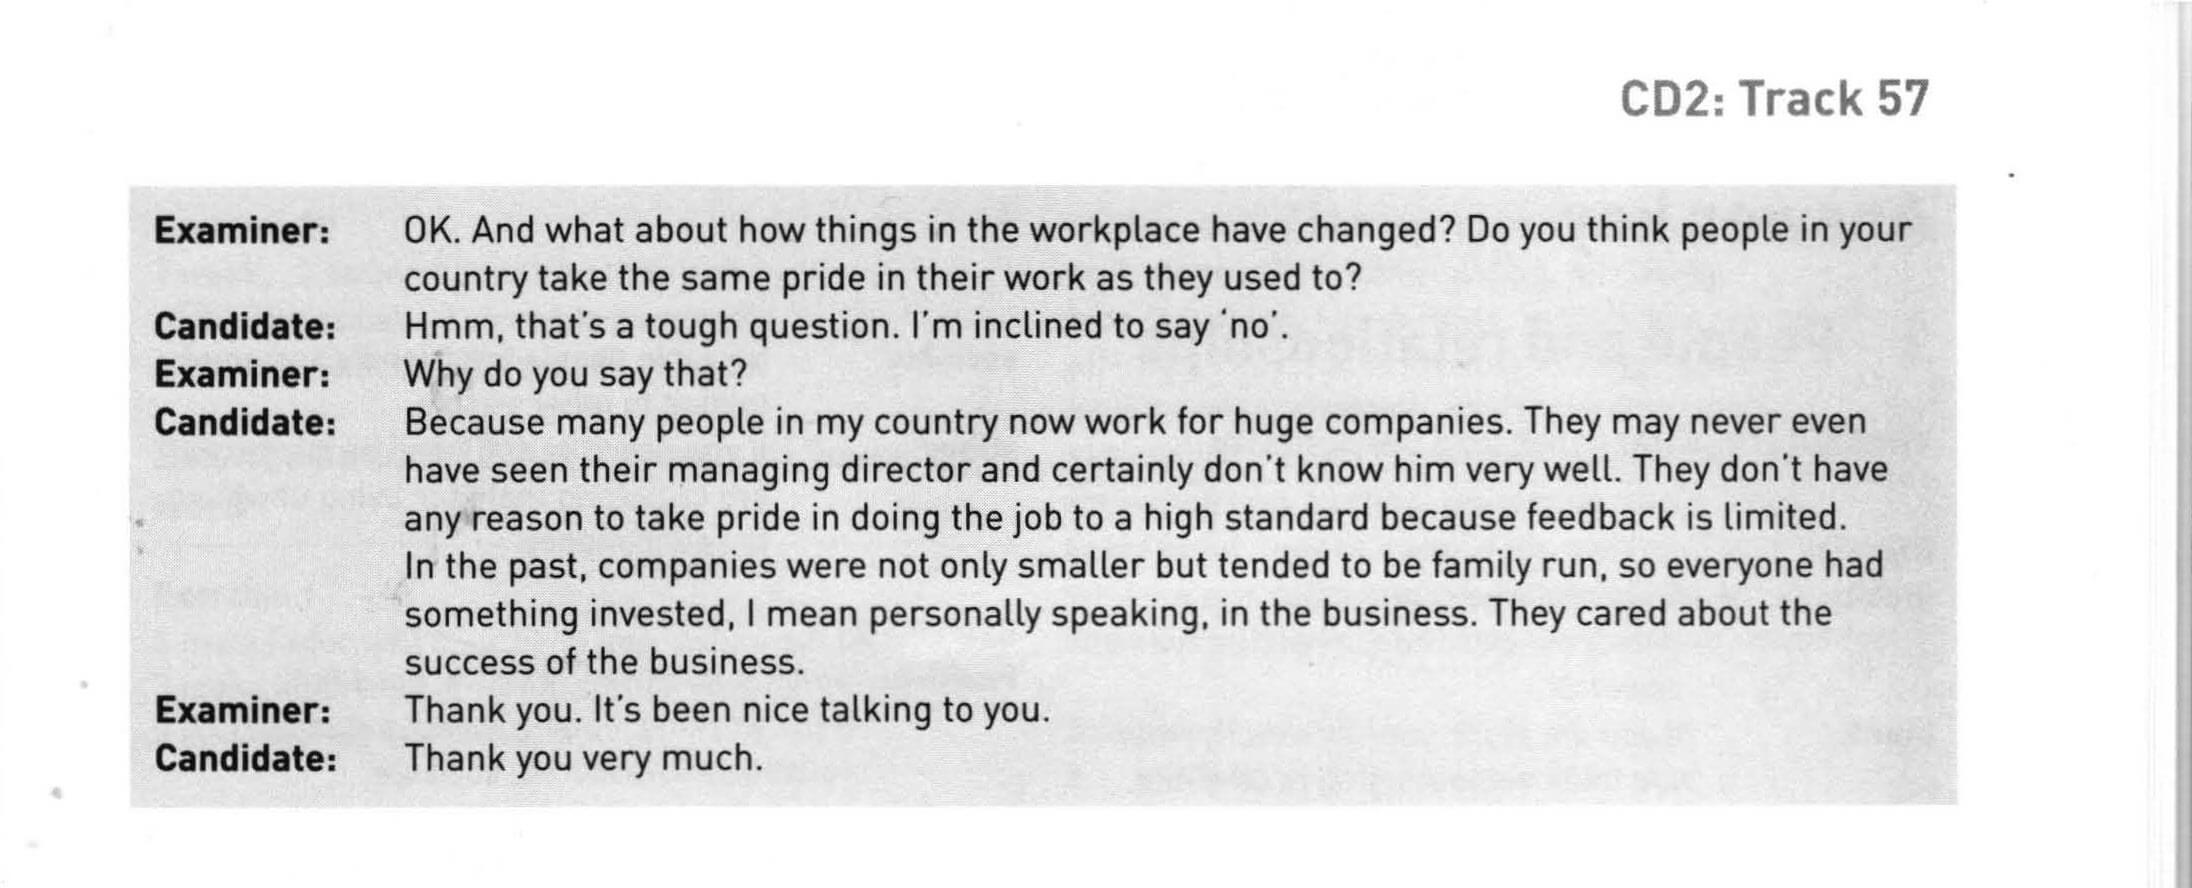 CD2: Track 57
Examiner: OK. And what about how things in the workplace have changed? Do you think people in your
country take the same pride in their work as they used to?
Candidate: Hmm, that's a tough question. I'm inclined to say 'no'.
Examiner: Why do you say that?
Candidate: Because many people in my country now work for huge companies. They may never even
have seen their managing director and certainly don't know him very well. They don't have
any reason to take pride in doing the job to a high standard because feedback is limited.
In the past, companies were not only smaller but tended to be family run, so everyone had
something invested, I mean personally speaking, in the business. They cared about the
success of the business.
Examiner: Thank you. It's been nice talking to you.
Candidate: Thank you very much.